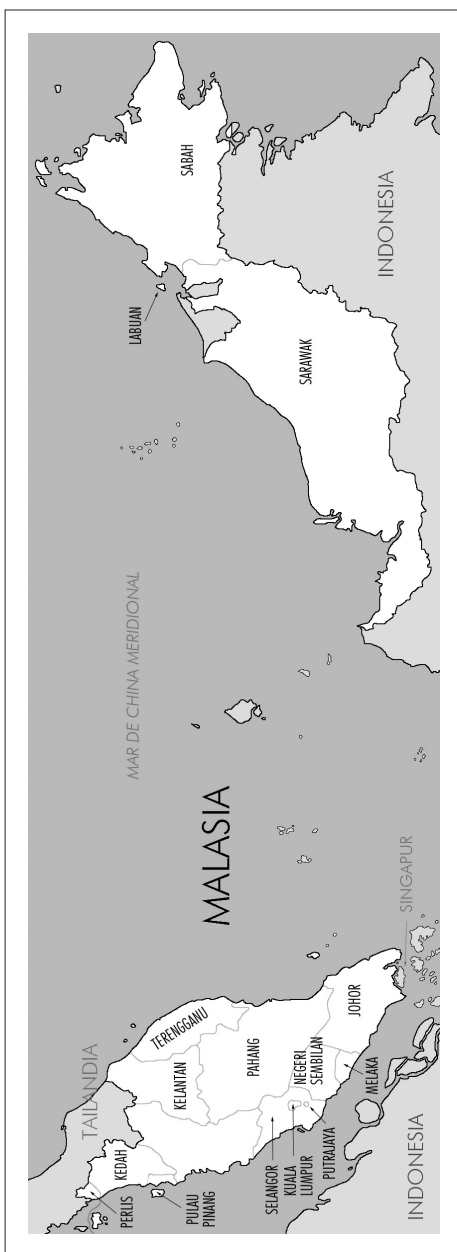 MALASIA
MAR DE CHINA MERIDIONAL
TAILANDIA
PERLIS
KEDAH
PULAU
PINANG
KELANTAN
TERENGGANU
PAHANG
SELANGOR
KUALA
LUMPUR
PUTRAJAYA
NEGERI
SEMBILAN
MELAKA
JOHOR
SINGAPUR
INDONESIA
LABUAN
SABAH
SARAWAK
INDONESIA